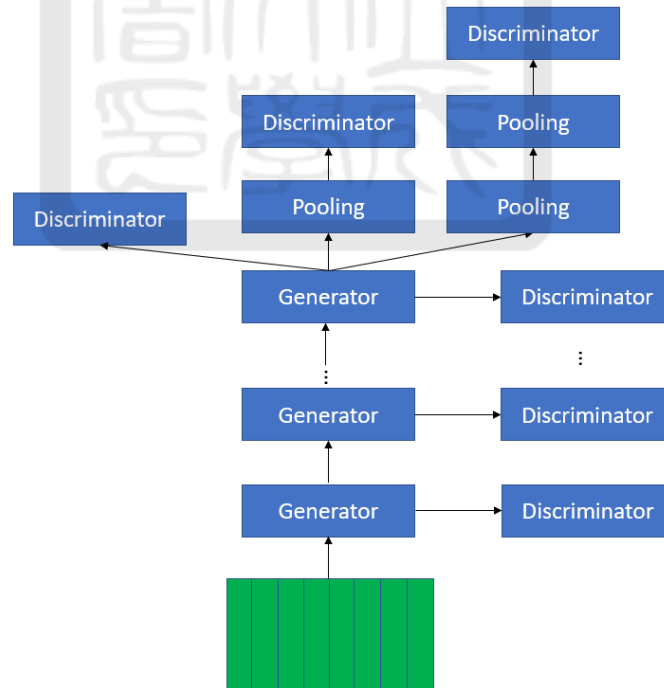 Discriminator
Discriminator
Pooling
Discriminator
Pooling
Pooling
Generator
Discriminator
...
...
Generator
Discriminator
Generator
Discriminator